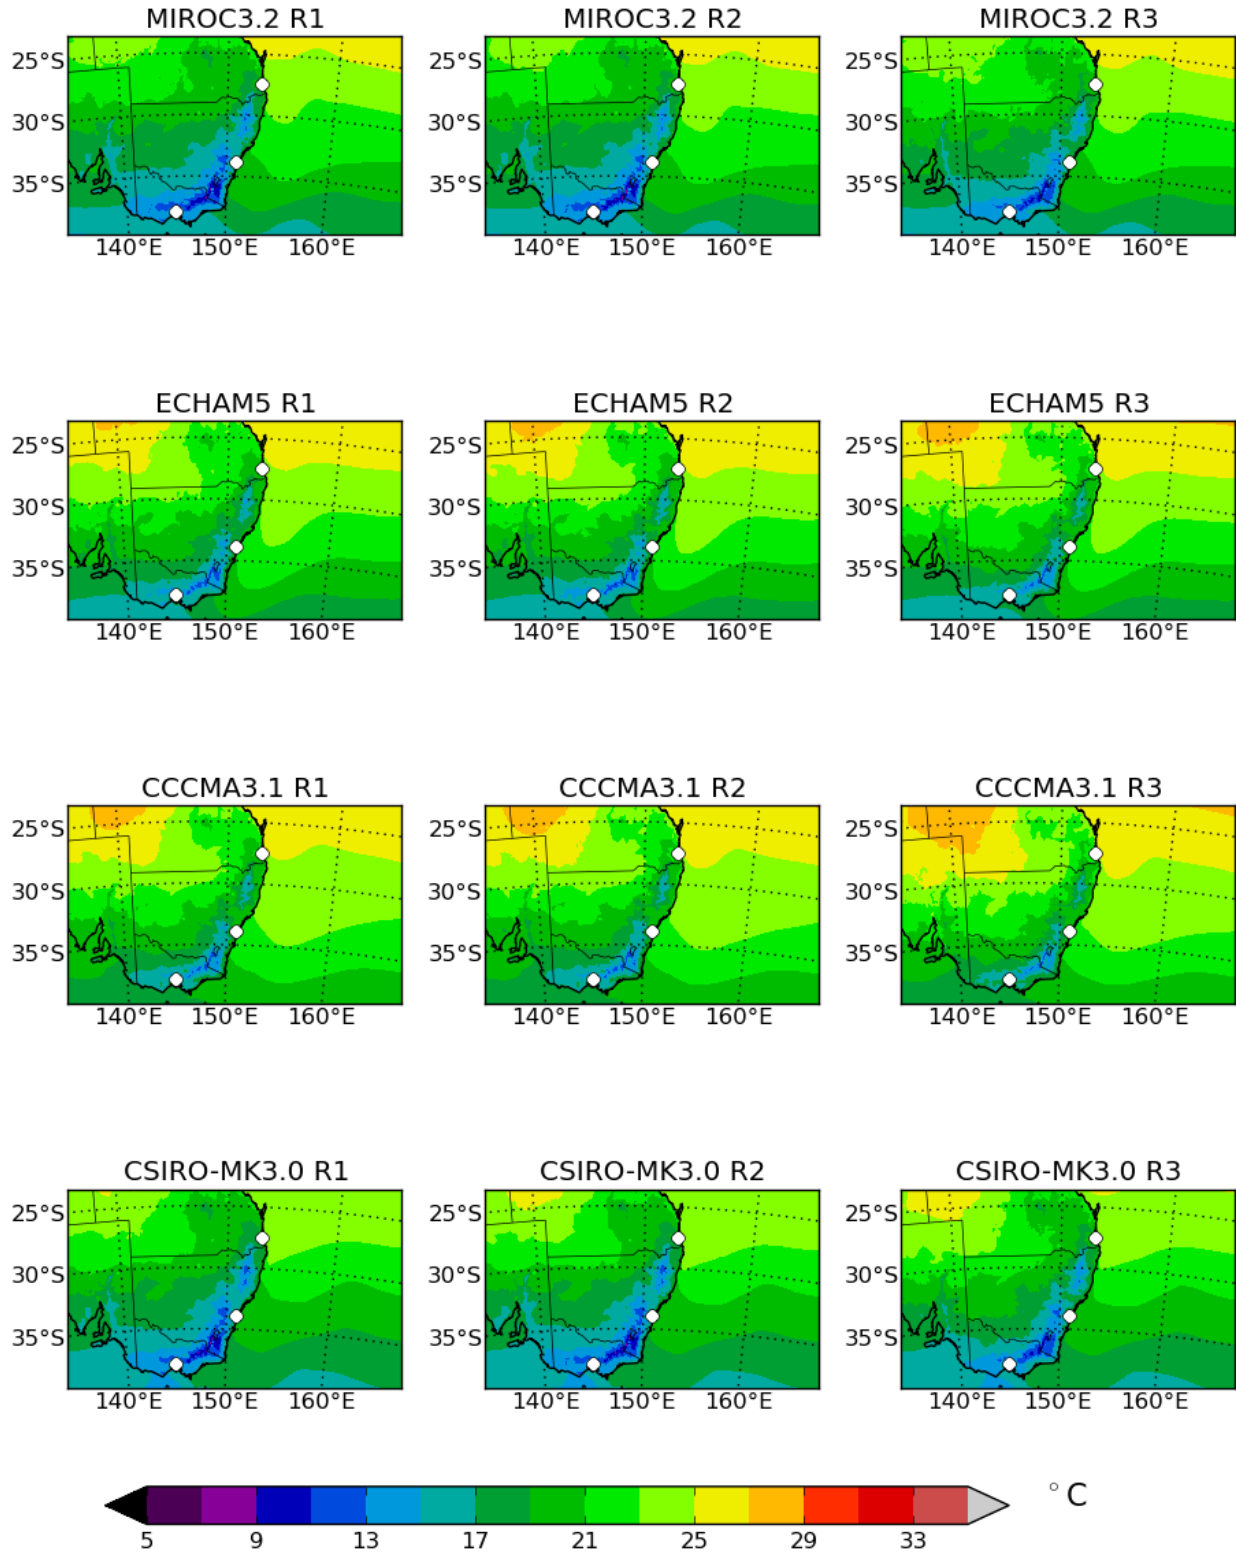 MIROC3.2 R1 MIROC3.2 R2 MIROC3.2 R3
25°S 25°S 25°S
30°S 30°S 30°S
35°S 35°S 35°S
140°E 150°E 160°E 140°E 150°E 160°E 140°E 150°E 160°E
ECHAM5 R1 ECHAM5 R2 ECHAM5 R3
25°S 25°S 25°S
30°S 30°S 30°S
35°S 35°S 35°S
140°E 150°E 160°E 140°E 150°E 160°E 140°E 150°E 160°E
CCCMA3.1 R1 CCCMA3.1 R2 CCCMA3.1 R3
25°S 25°S 25°S
30°S 30°S 30°S
35°S 35°S 35°S
140°E 150°E 160°E 140°E 150°E 160°E 140°E 150°E 160°E
CSIRO-MK3.0 R1 CSIRO-MK3.0 R2 CSIRO-MK3.0 R3
25°S 25°S 25°S
30°S 30°S 30°S
35°S 35°S 35°S
140°E 150°E 160°E 140°E 150°E 160°E 140°E 150°E 160°E
°C
5 9 13 17 21 25 29 33